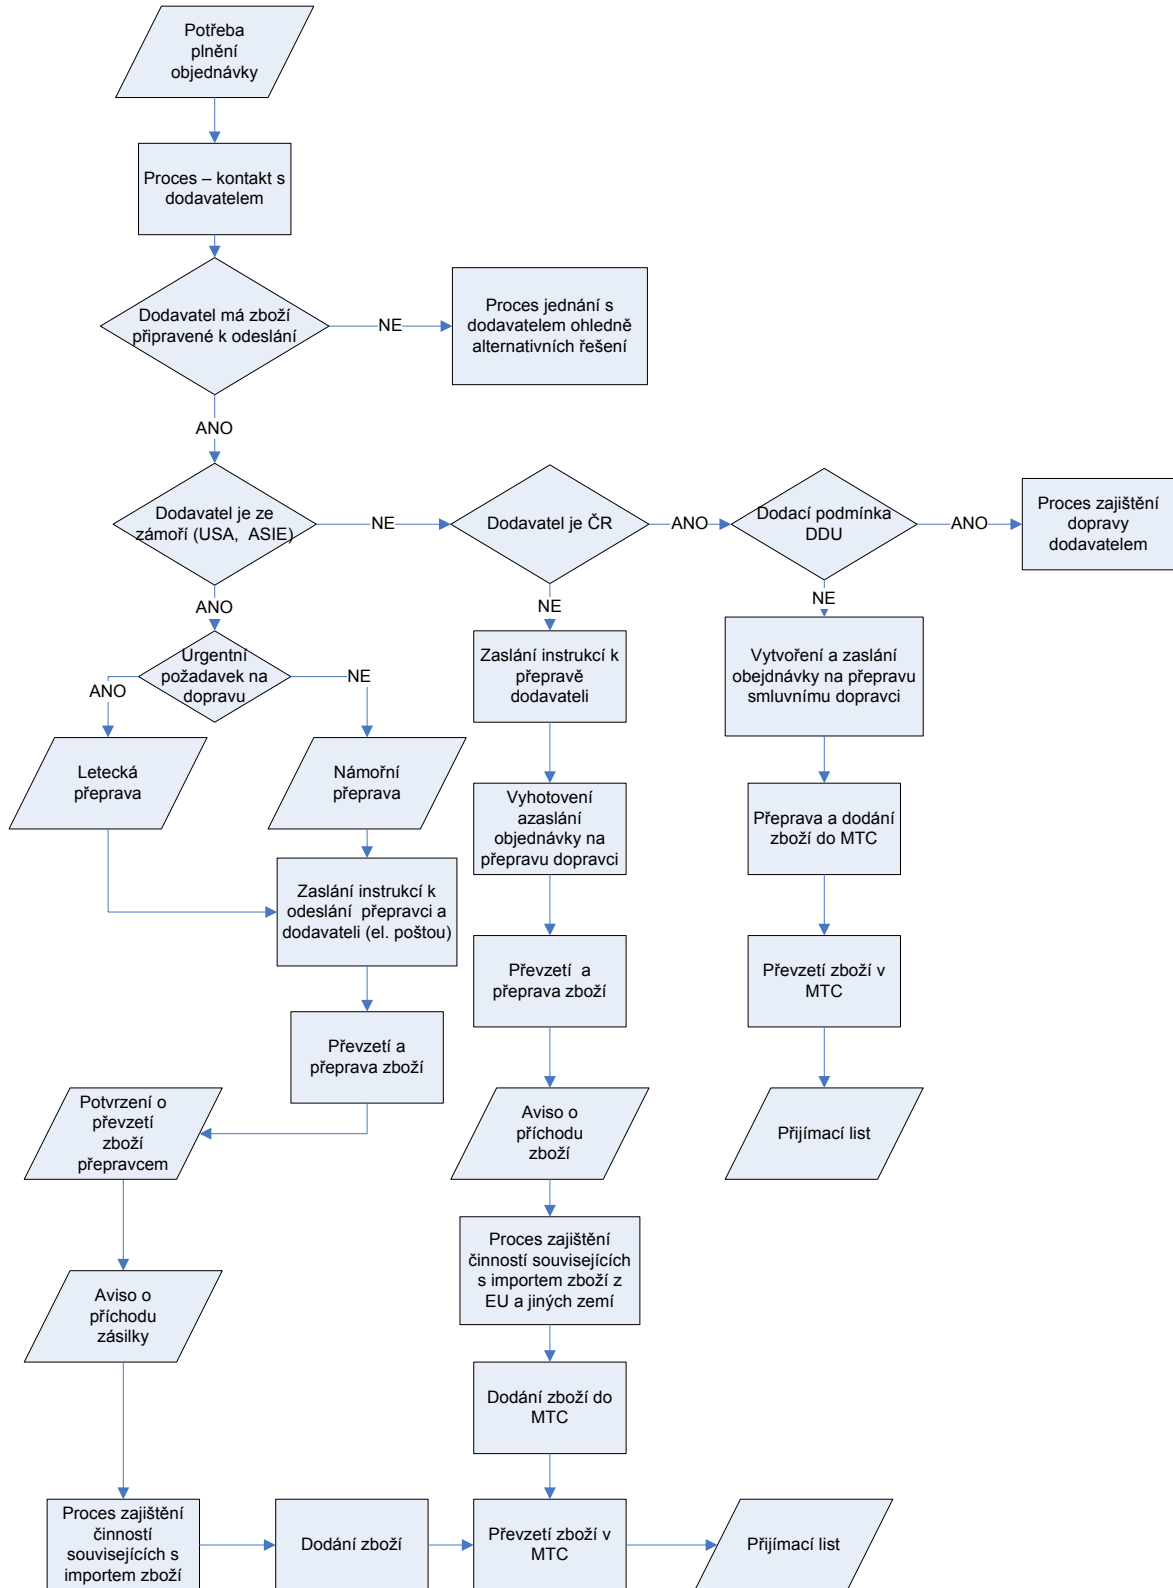 Potřeba
plnění
objednávky
Proces – kontakt s
dodavatelem
Dodavatel má zboží
připravené k odeslání
NE
Proces jednání s
dodavatelem ohledně
alternativních řešení
ANO
Dodavatel je ze
zámoří (USA,  ASIE)
NE
Dodavatel je ČR
ANO
Dodací podmínka
DDU
ANO
Proces zajištění
dopravy
dodavatelem
ANO
NE
NE
Urgentní
požadavek na
dopravu
ANO
NE
Zaslání instrukcí k
přepravě
dodavateli
Vytvoření a zaslání
obejdnávky na přepravu
smluvnímu dopravci
Letecká
přeprava
Námořní
přeprava
Vyhotovení
azaslání
objednávky na
přepravu dopravci
Přeprava a dodání
zboží do MTC
Zaslání instrukcí k
odeslání  přepravci a
dodavateli (el. poštou)
Převzetí  a
přeprava zboží
Převzetí zboží v
MTC
Převzetí a
přeprava zboží
Potvrzení o
převzetí
zboží
přepravcem
Aviso o
příchodu
zboží
Přijímací list
Proces zajištění
činností souvisejících
s importem zboží z
EU a jiných zemí
Aviso o
příchodu
zásilky
Dodání zboží do
MTC
Proces zajištění
činností
souvisejících s
importem zboží
Dodání zboží
Převzetí zboží v
MTC
Přijímací list